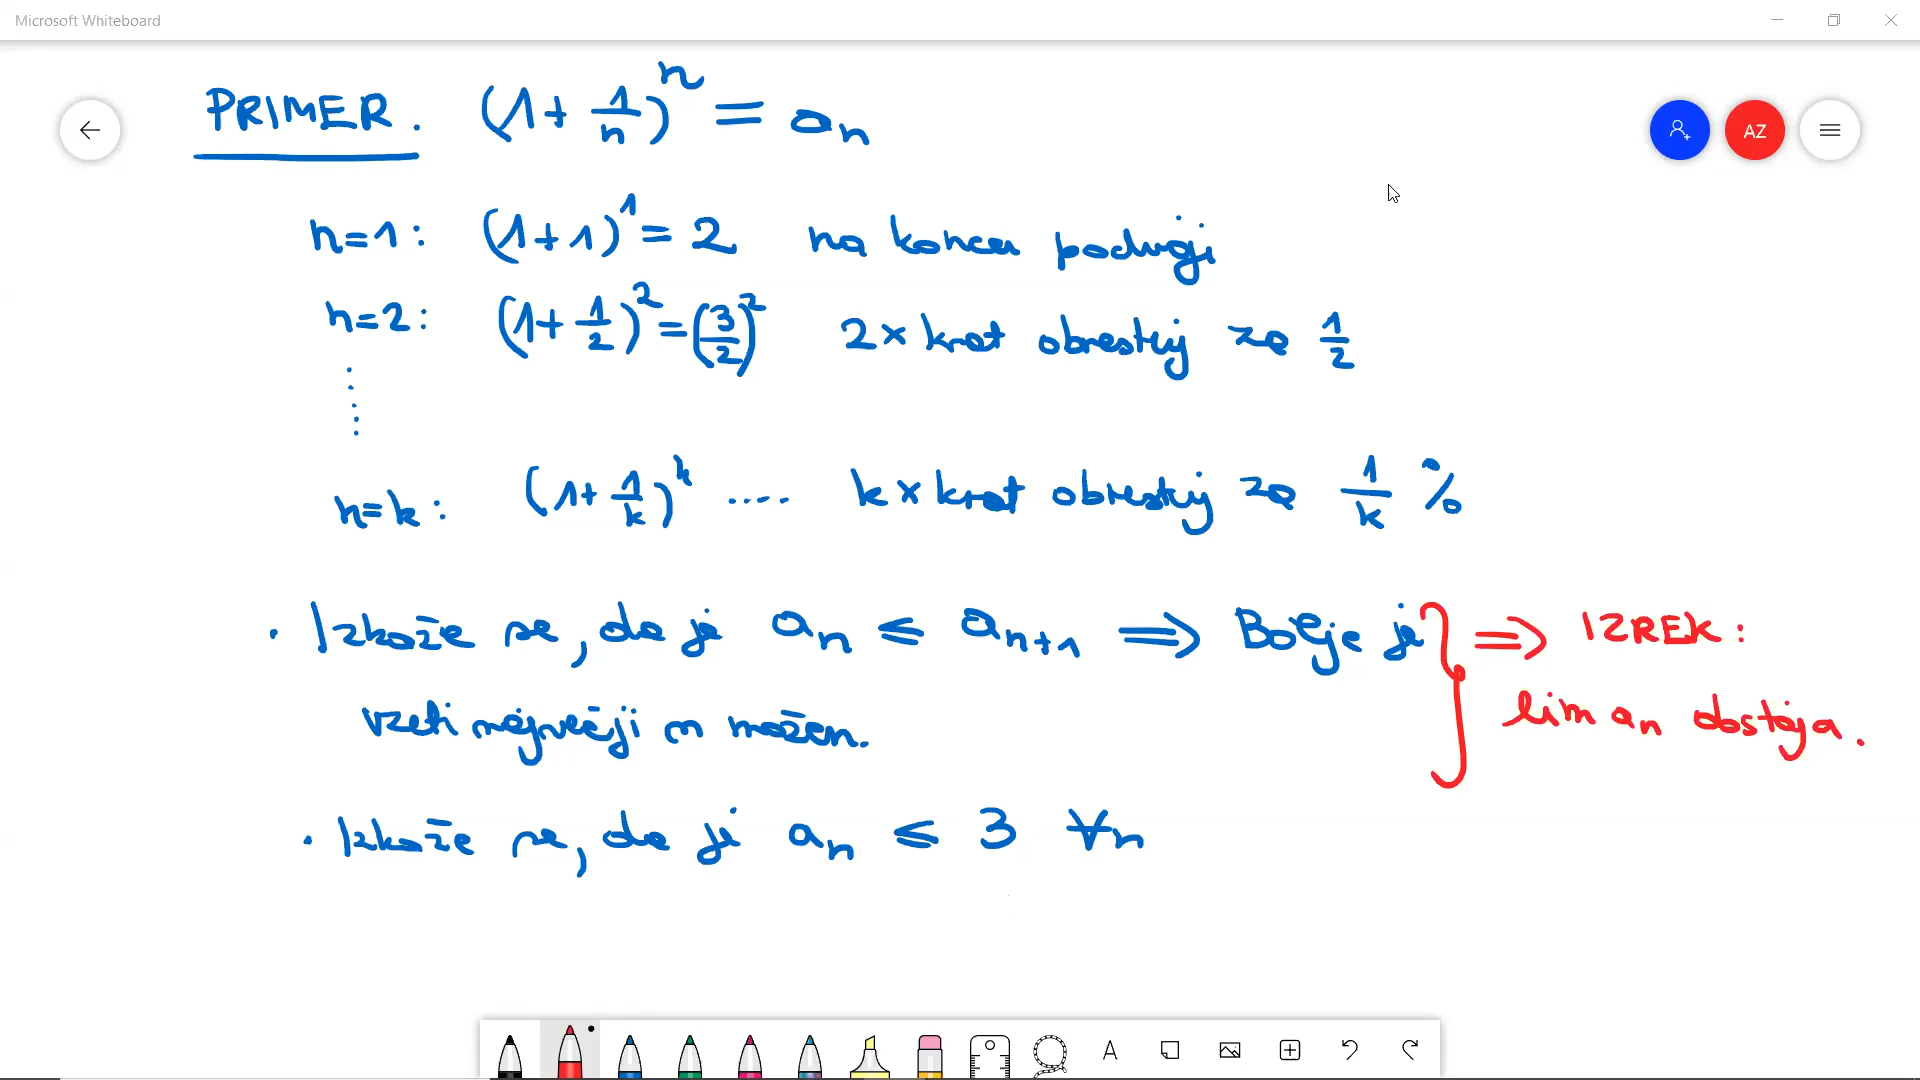 Microsoft Whiteboard
PRIMER. (1 + 1/n)^n = a_n
AZ
n=1: (1+1)^1 = 2 na koncu podvoji
n=2: (1 + 1/2)^2 = (3/2)^2 2x krat obrestuj za 1/2
⋮
n=k: (1 + 1/k)^k .... k x krat obrestuj za 1/k %
· Izkaže se, da je a_n ≤ a_{n+1} ⟹ Bolje je
vzeti največji n možen.
} ⟹ IZREK:
lim a_n obstaja.
· Izkaže se, da je a_n ≤ 3 ∀n
A